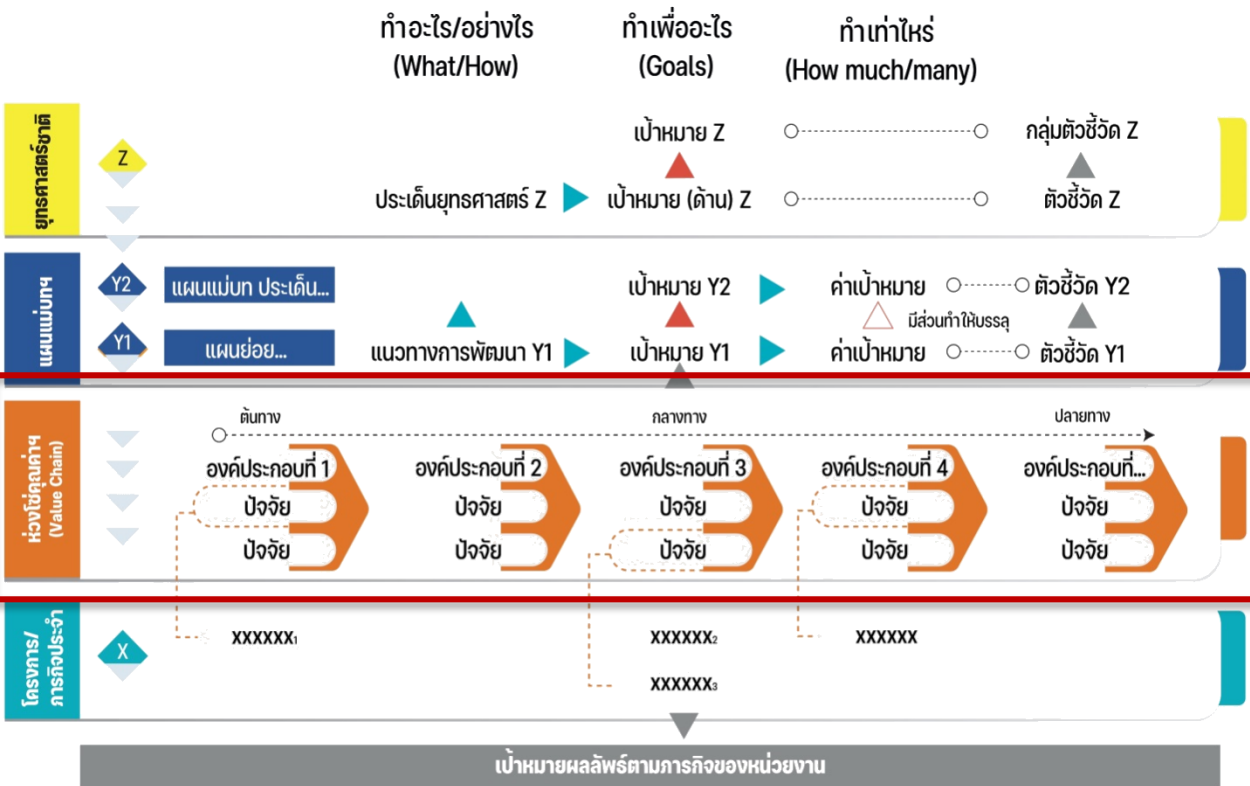 ทำอะไร/อย่างไร
(What/How)
ทำเพื่ออะไร
(Goals)
ทำเท่าไหร่
(How much/many)
ยุทธศาสตร์ชาติ
Z
เป้าหมาย Z
กลุ่มตัวชี้วัด Z
ประเด็นยุทธศาสตร์ Z
เป้าหมาย (ด้าน) Z
ตัวชี้วัด Z
แผนแม่บทฯ
Y2
แผนแม่บท ประเด็น...
เป้าหมาย Y2
ค่าเป้าหมาย
ตัวชี้วัด Y2
มีส่วนทำให้บรรลุ
Y1
แผนย่อย...
แนวทางการพัฒนา Y1
เป้าหมาย Y1
ค่าเป้าหมาย
ตัวชี้วัด Y1
ห่วงโซ่คุณค่าฯ
(Value Chain)
ต้นทาง
กลางทาง
ปลายทาง
องค์ประกอบที่ 1
องค์ประกอบที่ 2
องค์ประกอบที่ 3
องค์ประกอบที่ 4
องค์ประกอบที่...
ปัจจัย
ปัจจัย
ปัจจัย
ปัจจัย
ปัจจัย
ปัจจัย
ปัจจัย
ปัจจัย
ปัจจัย
ปัจจัย
โครงการ/
ภารกิจประจำ
X
XXXXXX₁
XXXXXX₂
XXXXXX
XXXXXX₃
เป้าหมายผลลัพธ์ตามภารกิจของหน่วยงาน